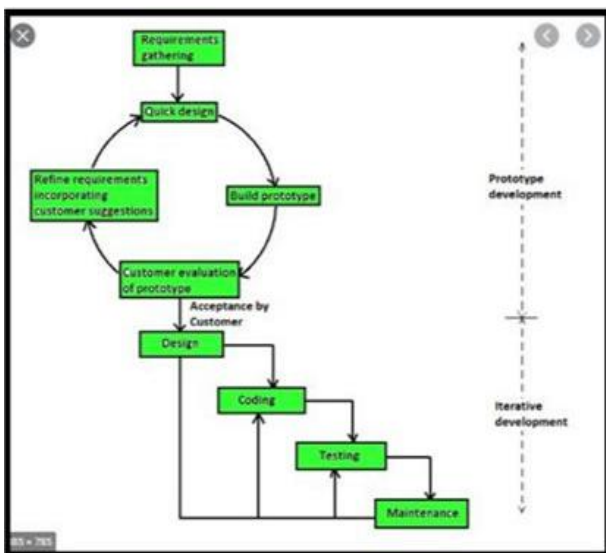 Requirements
gathering
Quick design
Refine requirements
incorporating
customer suggestions
Build prototype
Prototype
development
Customer evaluation
of prototype
Acceptance by
Customer
Design
Coding
Iterative
development
Testing
Maintenance